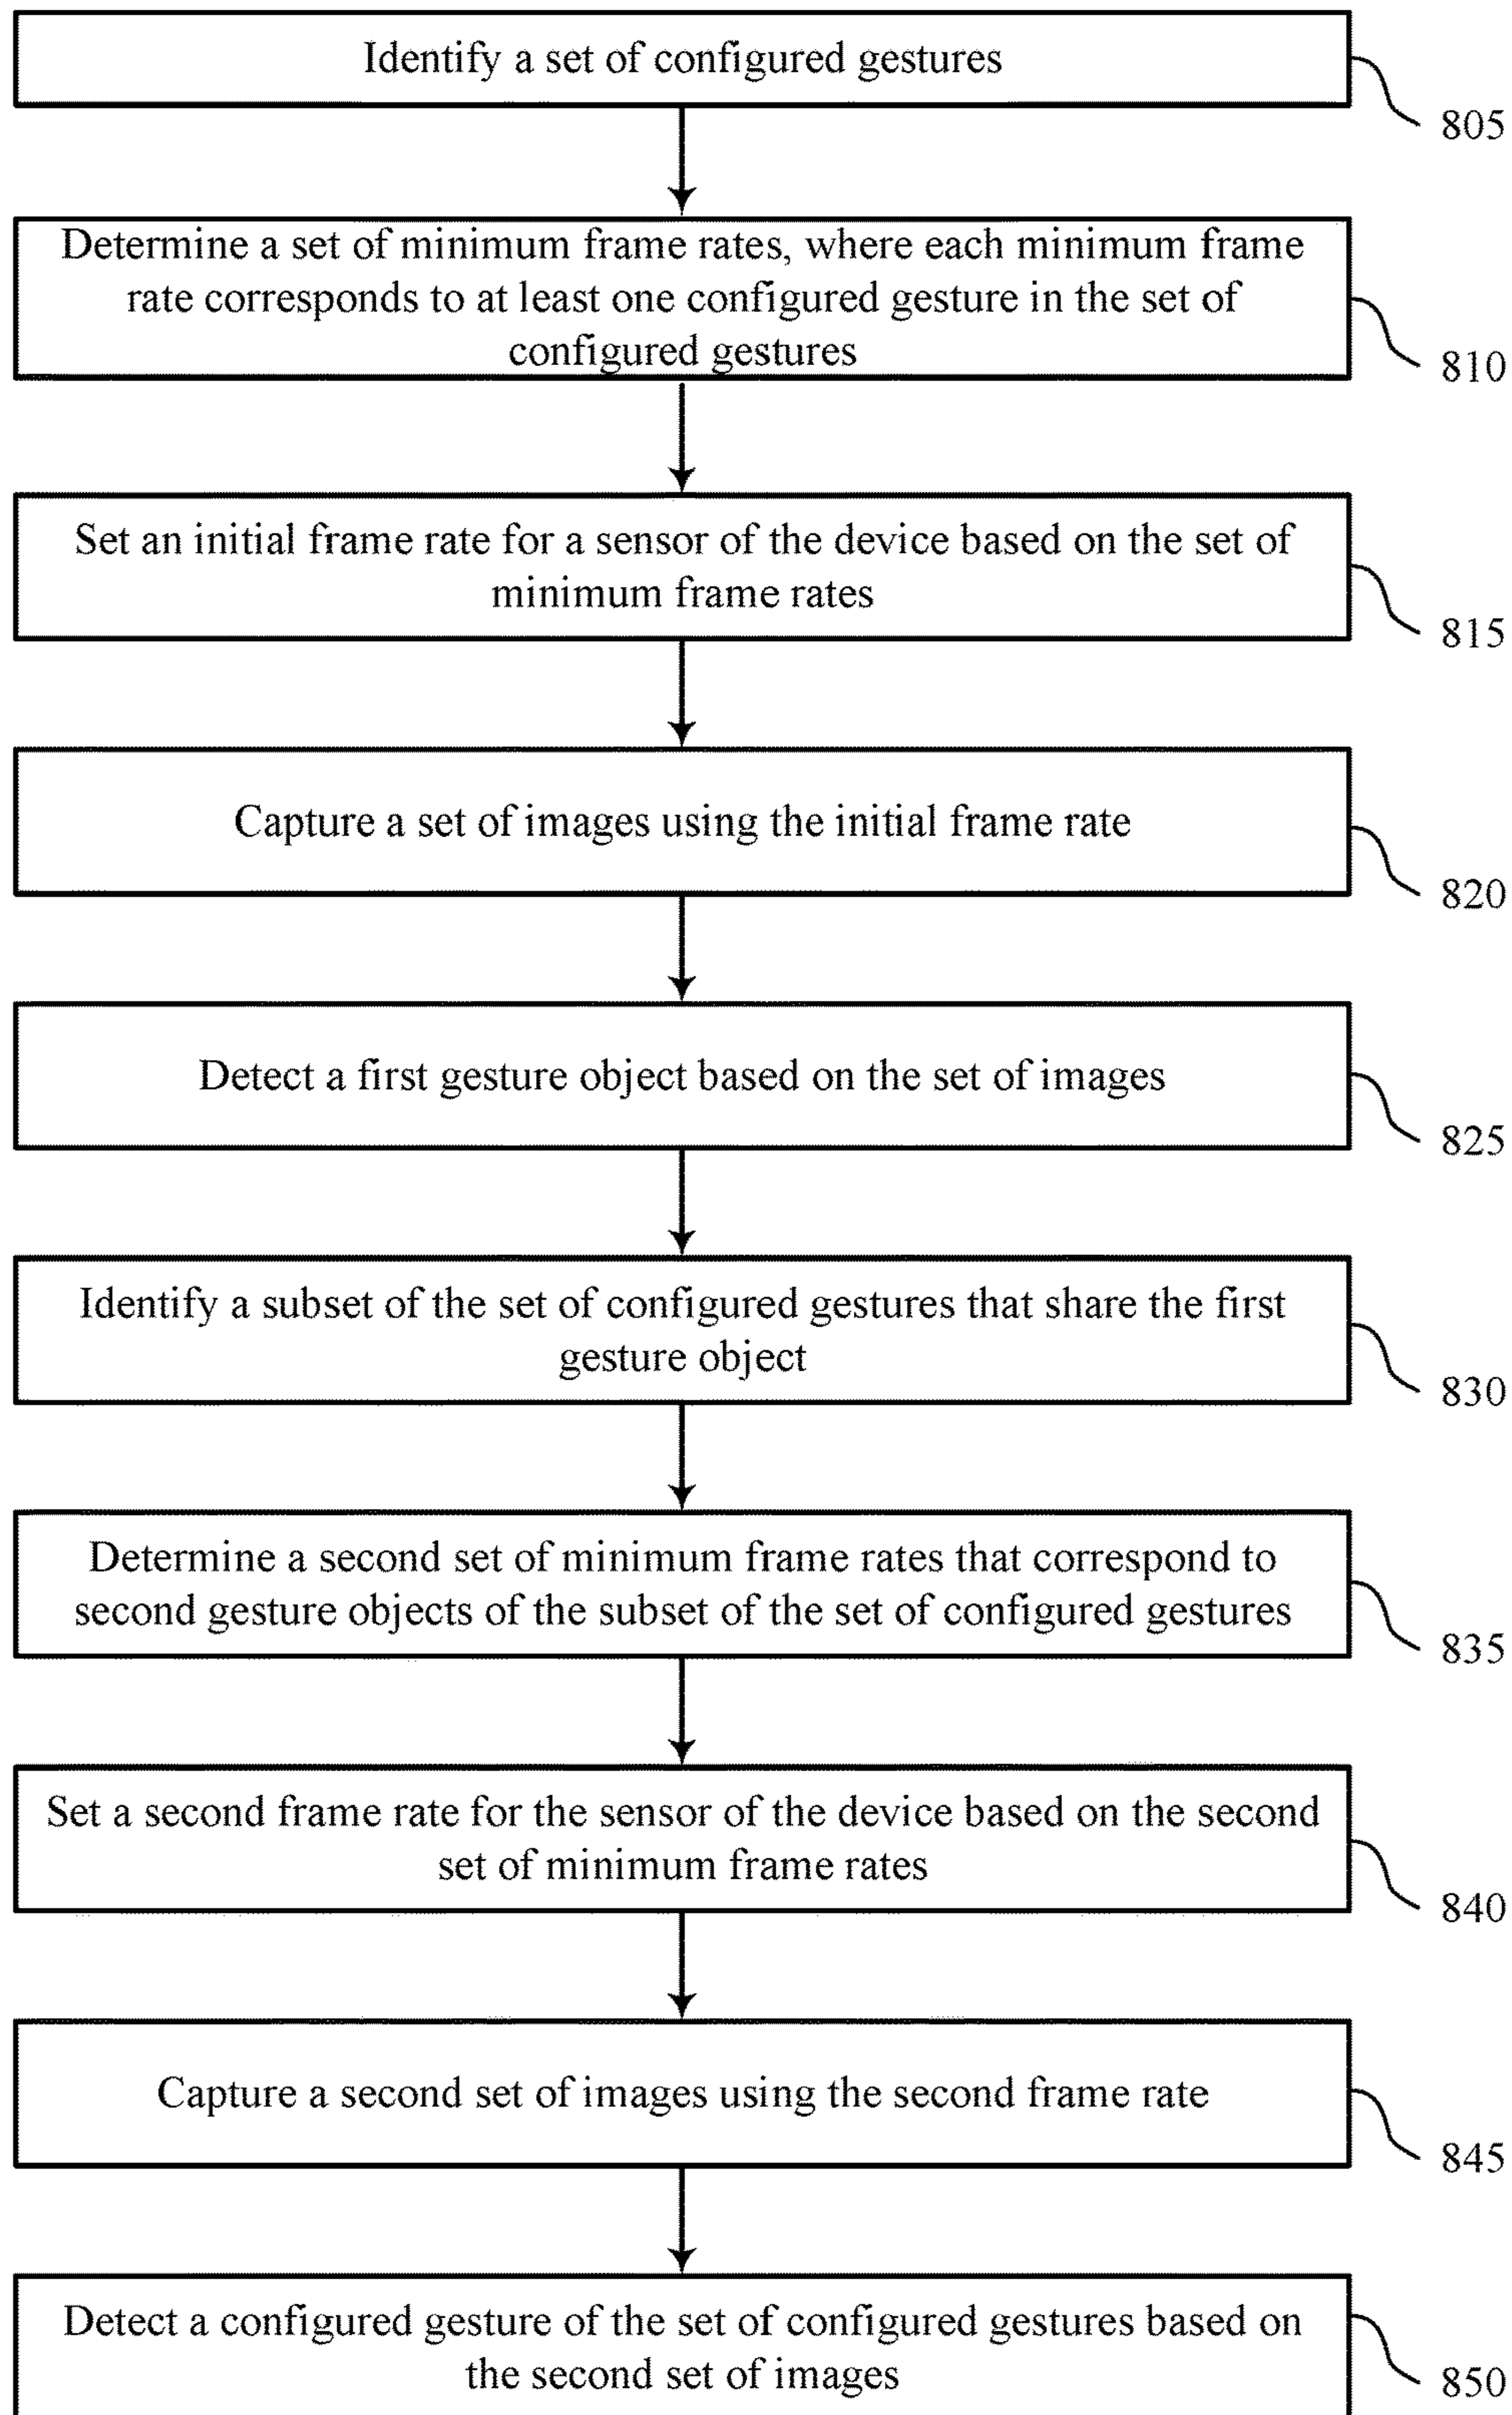 Identify a set of configured gestures
805
Determine a set of minimum frame rates, where each minimum frame
rate corresponds to at least one configured gesture in the set of
configured gestures
810
Set an initial frame rate for a sensor of the device based on the set of
minimum frame rates
815
Capture a set of images using the initial frame rate
820
Detect a first gesture object based on the set of images
825
Identify a subset of the set of configured gestures that share the first
gesture object
830
Determine a second set of minimum frame rates that correspond to
second gesture objects of the subset of the set of configured gestures
835
Set a second frame rate for the sensor of the device based on the second
set of minimum frame rates
840
Capture a second set of images using the second frame rate
845
Detect a configured gesture of the set of configured gestures based on
the second set of images
850